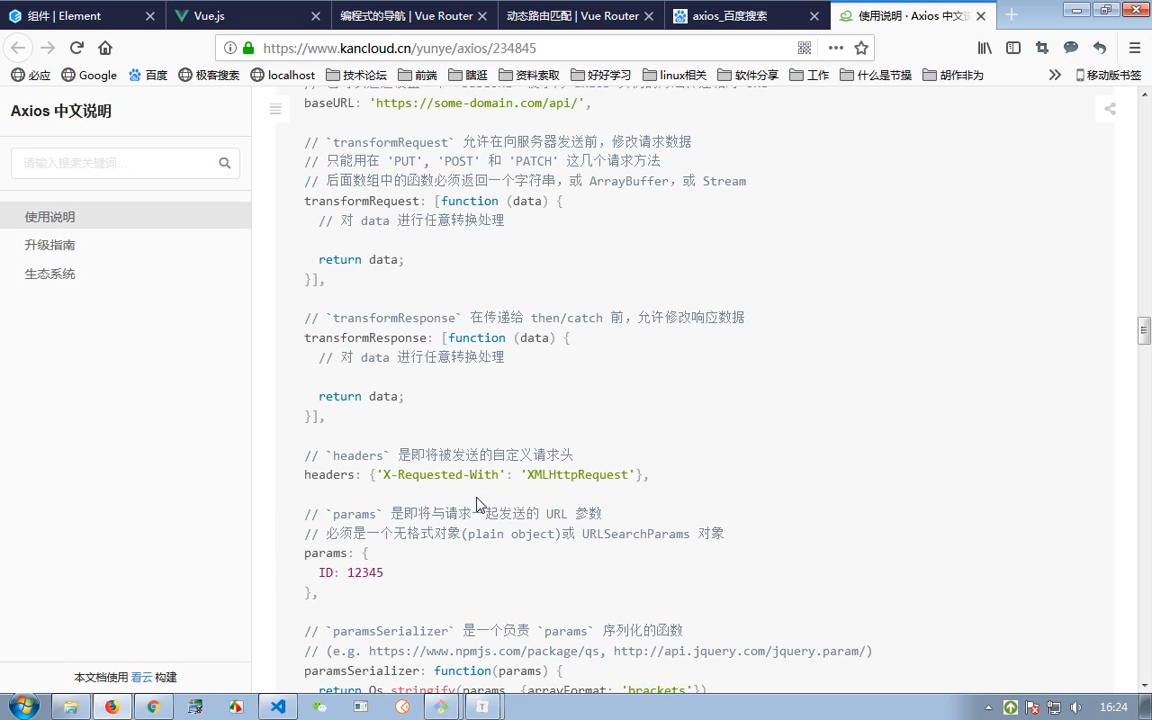 组件 | Element
Vue.js
编程式的导航 | Vue Router
动态路由匹配 | Vue Router
axios_百度搜索
使用说明 · Axios 中文说
https://www.kancloud.cn/yunye/axios/234845
必应
Google
百度
极客搜索
localhost
技术论坛
前端
瞎逛
资料索取
好好学习
linux相关
软件分享
工作
什么是节操
胡作非为
移动版书签
Axios 中文说明
请输入搜索关键词...
使用说明
升级指南
生态系统
本文档使用 看云 构建
baseURL: 'https://some-domain.com/api/',
// `transformRequest` 允许在向服务器发送前，修改请求数据
// 只能用在 'PUT', 'POST' 和 'PATCH' 这几个请求方法
// 后面数组中的函数必须返回一个字符串，或 ArrayBuffer，或 Stream
transformRequest: [function (data) {
// 对 data 进行任意转换处理
return data;
}],
// `transformResponse` 在传递给 then/catch 前，允许修改响应数据
transformResponse: [function (data) {
// 对 data 进行任意转换处理
return data;
}],
// `headers` 是即将被发送的自定义请求头
headers: {'X-Requested-With': 'XMLHttpRequest'},
// `params` 是即将与请求一起发送的 URL 参数
// 必须是一个无格式对象(plain object)或 URLSearchParams 对象
params: {
ID: 12345
},
// `paramsSerializer` 是一个负责 `params` 序列化的函数
// (e.g. https://www.npmjs.com/package/qs, http://api.jquery.com/jquery.param/)
paramsSerializer: function(params) {
return Qs.stringify(params, {arrayFormat: 'brackets'})
16:24